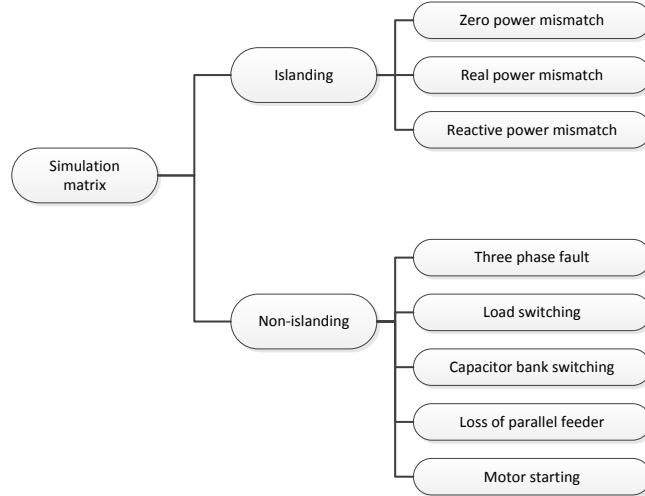 Simulation
matrix
Islanding
Zero power mismatch
Real power mismatch
Reactive power mismatch
Non-islanding
Three phase fault
Load switching
Capacitor bank switching
Loss of parallel feeder
Motor starting